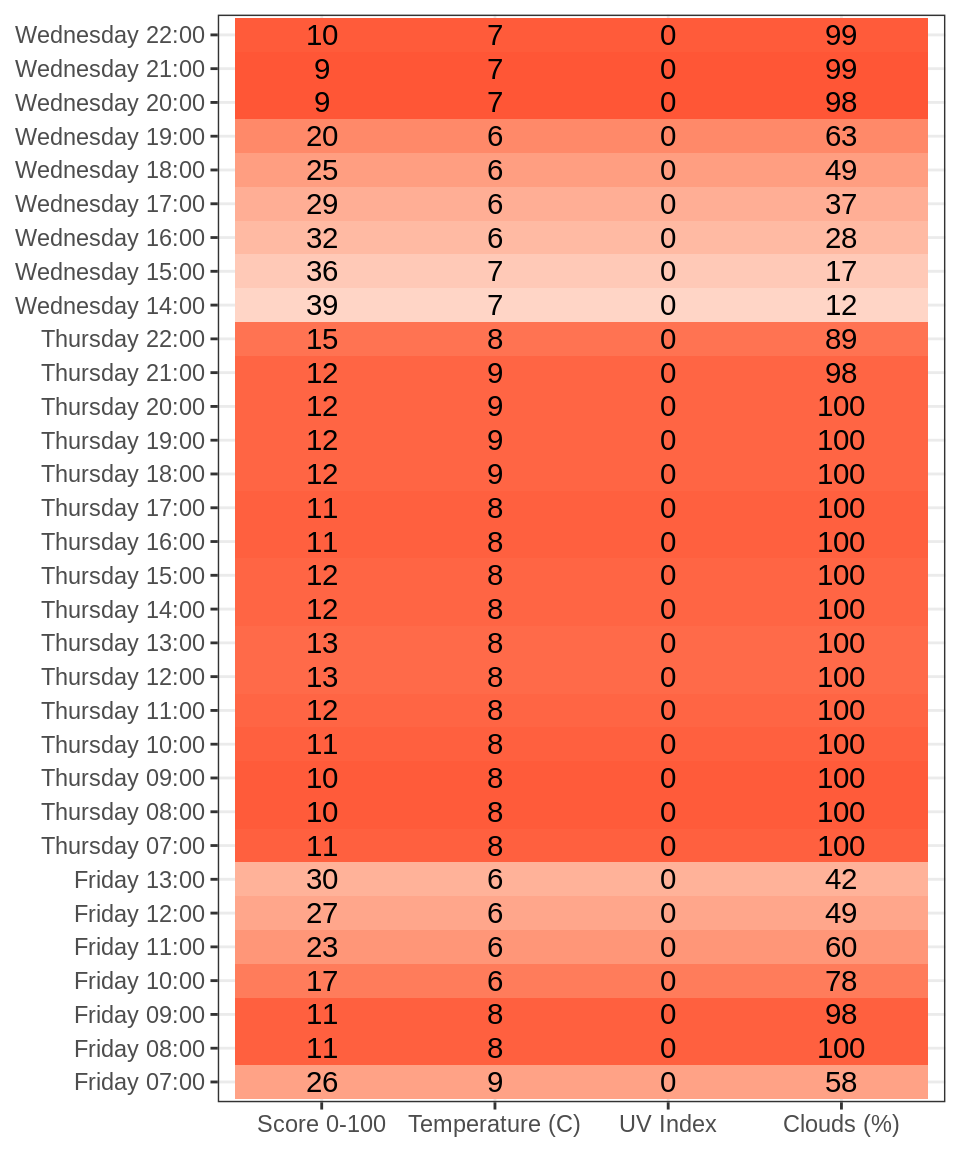 Wednesday 22:00 10 7 0 99
Wednesday 21:00 9 7 0 99
Wednesday 20:00 9 7 0 98
Wednesday 19:00 20 6 0 63
Wednesday 18:00 25 6 0 49
Wednesday 17:00 29 6 0 37
Wednesday 16:00 32 6 0 28
Wednesday 15:00 36 7 0 17
Wednesday 14:00 39 7 0 12
Thursday 22:00 15 8 0 89
Thursday 21:00 12 9 0 98
Thursday 20:00 12 9 0 100
Thursday 19:00 12 9 0 100
Thursday 18:00 12 9 0 100
Thursday 17:00 11 8 0 100
Thursday 16:00 11 8 0 100
Thursday 15:00 12 8 0 100
Thursday 14:00 12 8 0 100
Thursday 13:00 13 8 0 100
Thursday 12:00 13 8 0 100
Thursday 11:00 12 8 0 100
Thursday 10:00 11 8 0 100
Thursday 09:00 10 8 0 100
Thursday 08:00 10 8 0 100
Thursday 07:00 11 8 0 100
Friday 13:00 30 6 0 42
Friday 12:00 27 6 0 49
Friday 11:00 23 6 0 60
Friday 10:00 17 6 0 78
Friday 09:00 11 8 0 98
Friday 08:00 11 8 0 100
Friday 07:00 26 9 0 58
Score 0-100 Temperature (C) UV Index Clouds (%)